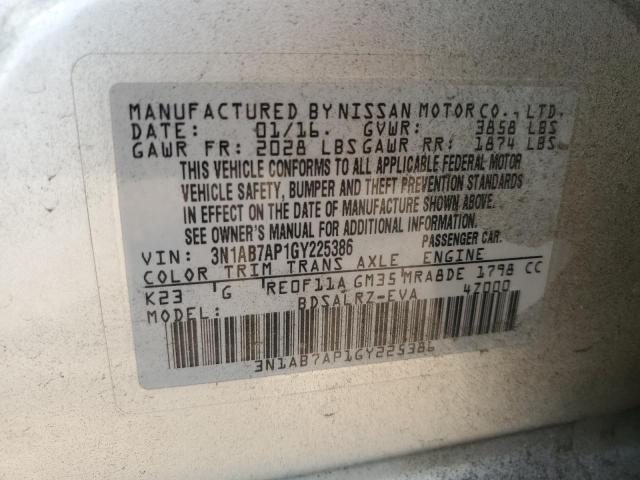 MANUFACTURED BY NISSAN MOTOR CO., LTD.
DATE: 01/16. GVWR: 3858 LBS
GAWR FR: 2028 LBS GAWR RR: 1874 LBS
THIS VEHICLE CONFORMS TO ALL APPLICABLE FEDERAL MOTOR
VEHICLE SAFETY, BUMPER AND THEFT PREVENTION STANDARDS
IN EFFECT ON THE DATE OF MANUFACTURE SHOWN ABOVE.
SEE OWNER'S MANUAL FOR ADDITIONAL INFORMATION.
VIN: 3N1AB7AP1GY225386 PASSENGER CAR.
COLOR TRIM TRANS AXLE ENGINE
K23 G RE0F11A GM35 MRA8DE 1798 CC
MODEL: BDSALRZ-EVA 47000
3N1AB7AP1GY225386